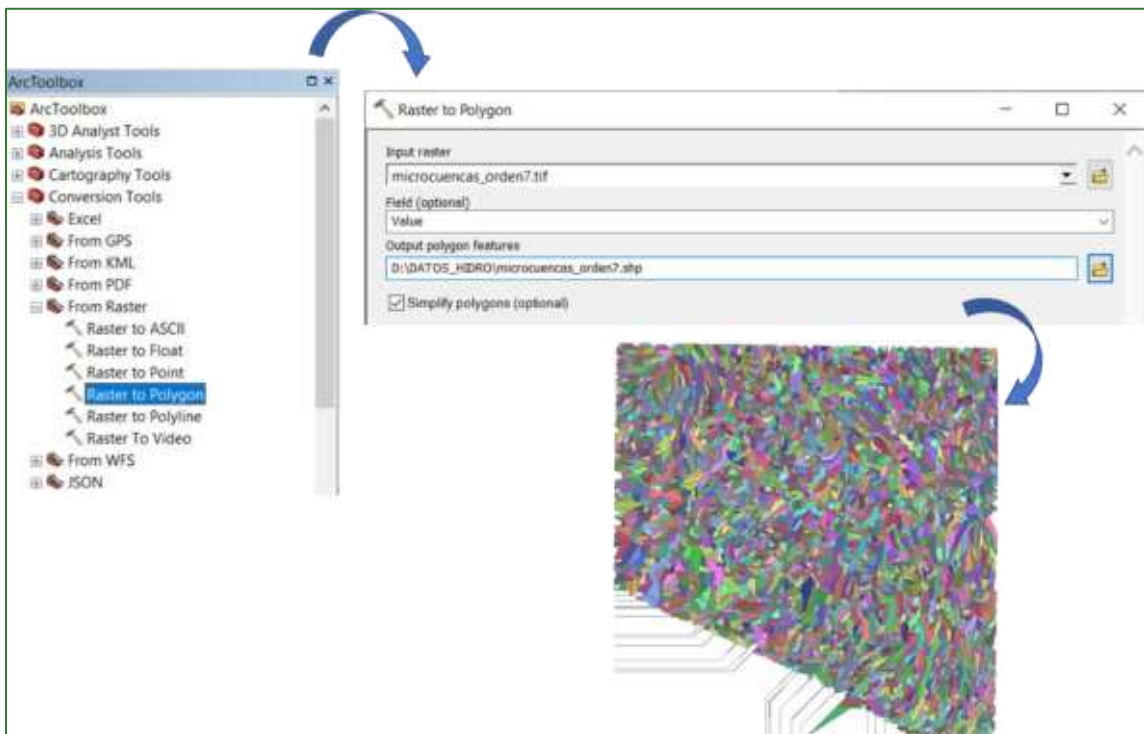 ArcToolbox
ArcToolbox
3D Analyst Tools
Analysis Tools
Cartography Tools
Conversion Tools
Excel
From GPS
From KML
From PDF
From Raster
Raster to ASCII
Raster to Float
Raster to Point
Raster to Polygon
Raster to Polyline
Raster To Video
From WFS
JSON
Raster to Polygon
Input raster
microcuencas_orden7.tif
Field (optional)
Value
Output polygon features
D:\DATOS_HIDRO\microcuencas_orden7.shp
Simplify polygons (optional)